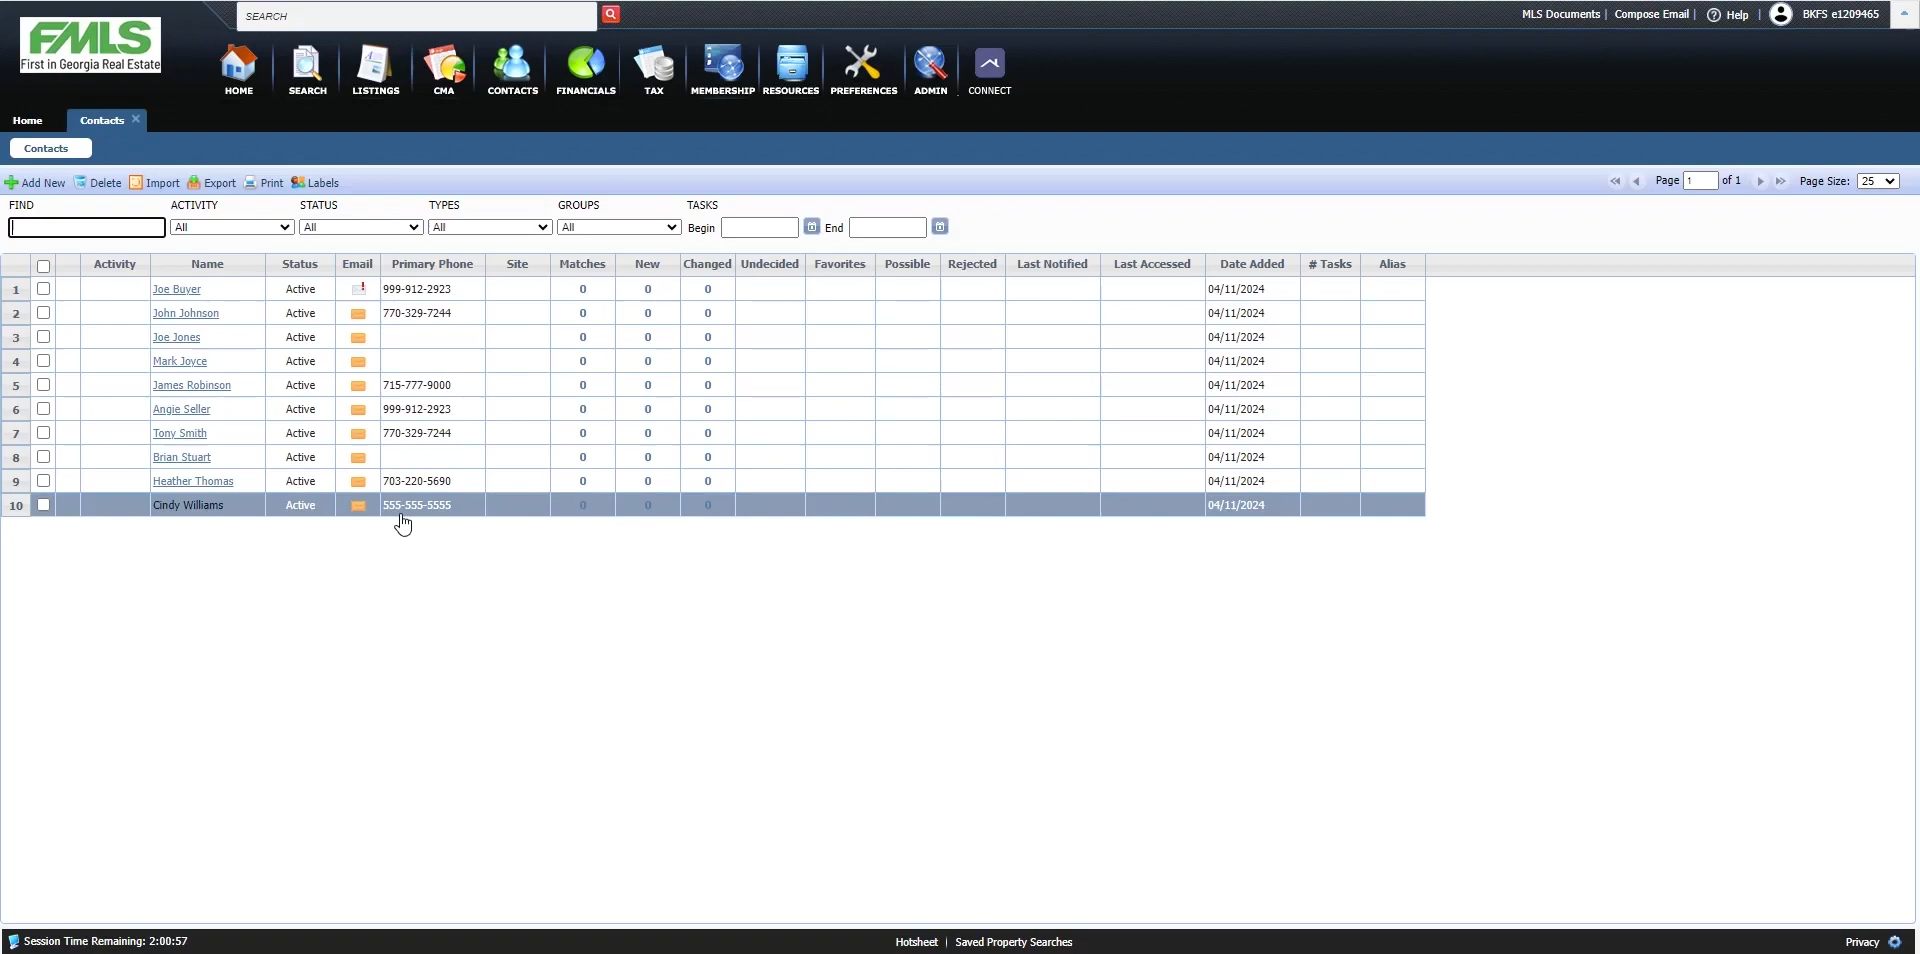 SEARCH
MLS Documents | Compose Email | ? Help | BKFS e1209465
FMLS
First in Georgia Real Estate
HOME SEARCH LISTINGS CMA CONTACTS FINANCIALS TAX MEMBERSHIP RESOURCES PREFERENCES ADMIN CONNECT
Home Contacts ×
Contacts
Add New Delete Import Export Print Labels Page 1 of 1 Page Size: 25
FIND ACTIVITY STATUS TYPES GROUPS TASKS
All All All All Begin End
Activity Name Status Email Primary Phone Site Matches New Changed Undecided Favorites Possible Rejected Last Notified Last Accessed Date Added # Tasks Alias
1 Joe Buyer Active 999-912-2923 0 0 0 04/11/2024
2 John Johnson Active 770-329-7244 0 0 0 04/11/2024
3 Joe Jones Active 0 0 0 04/11/2024
4 Mark Joyce Active 0 0 0 04/11/2024
5 James Robinson Active 715-777-9000 0 0 0 04/11/2024
6 Angie Seller Active 999-912-2923 0 0 0 04/11/2024
7 Tony Smith Active 770-329-7244 0 0 0 04/11/2024
8 Brian Stuart Active 0 0 0 04/11/2024
9 Heather Thomas Active 703-220-5690 0 0 0 04/11/2024
10 Cindy Williams Active 555-555-5555 0 0 0 04/11/2024
Session Time Remaining: 2:00:57 Hotsheet | Saved Property Searches Privacy